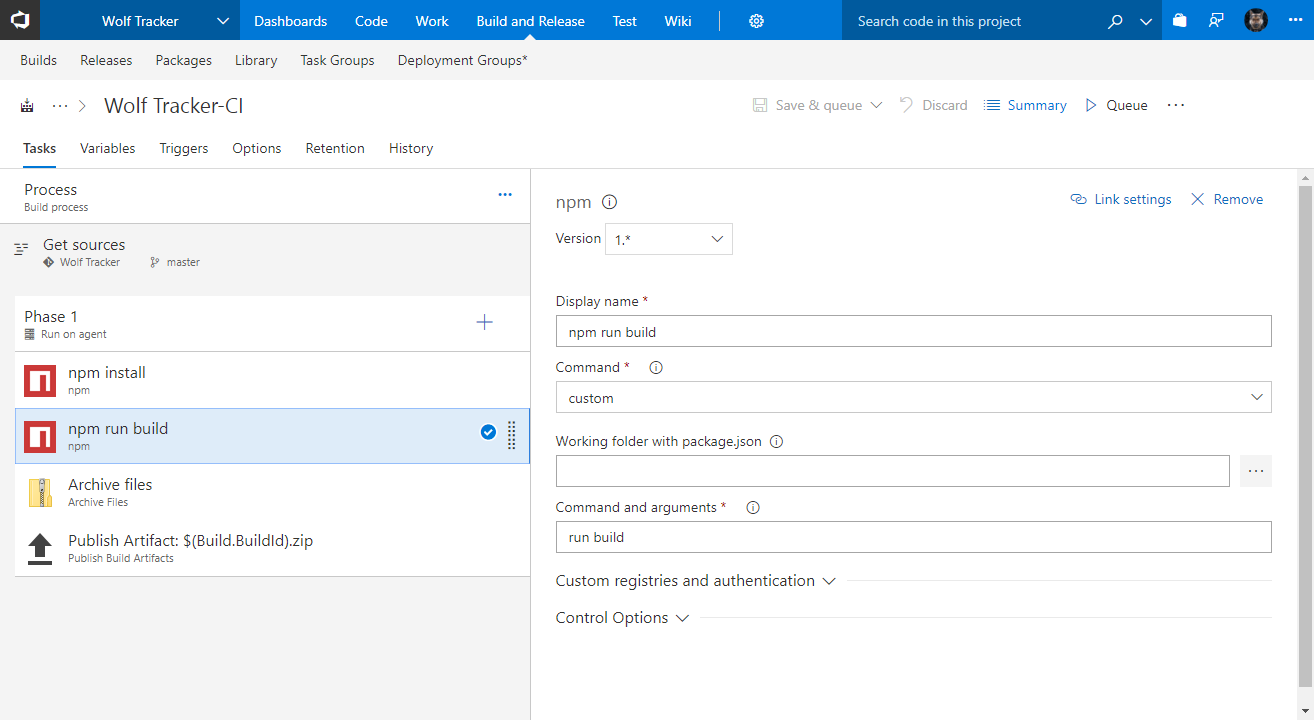 Wolf Tracker Dashboards Code Work Build and Release Test Wiki Search code in this project
Builds Releases Packages Library Task Groups Deployment Groups*
Wolf Tracker-CI Save & queue Discard Summary Queue
Tasks Variables Triggers Options Retention History
Process
Build process
Get sources
Wolf Tracker master
Phase 1
Run on agent
npm install
npm
npm run build
npm
Archive files
Archive Files
Publish Artifact: $(Build.BuildId).zip
Publish Build Artifacts
npm Link settings Remove
Version 1.*
Display name *
npm run build
Command *
custom
Working folder with package.json
Command and arguments *
run build
Custom registries and authentication
Control Options